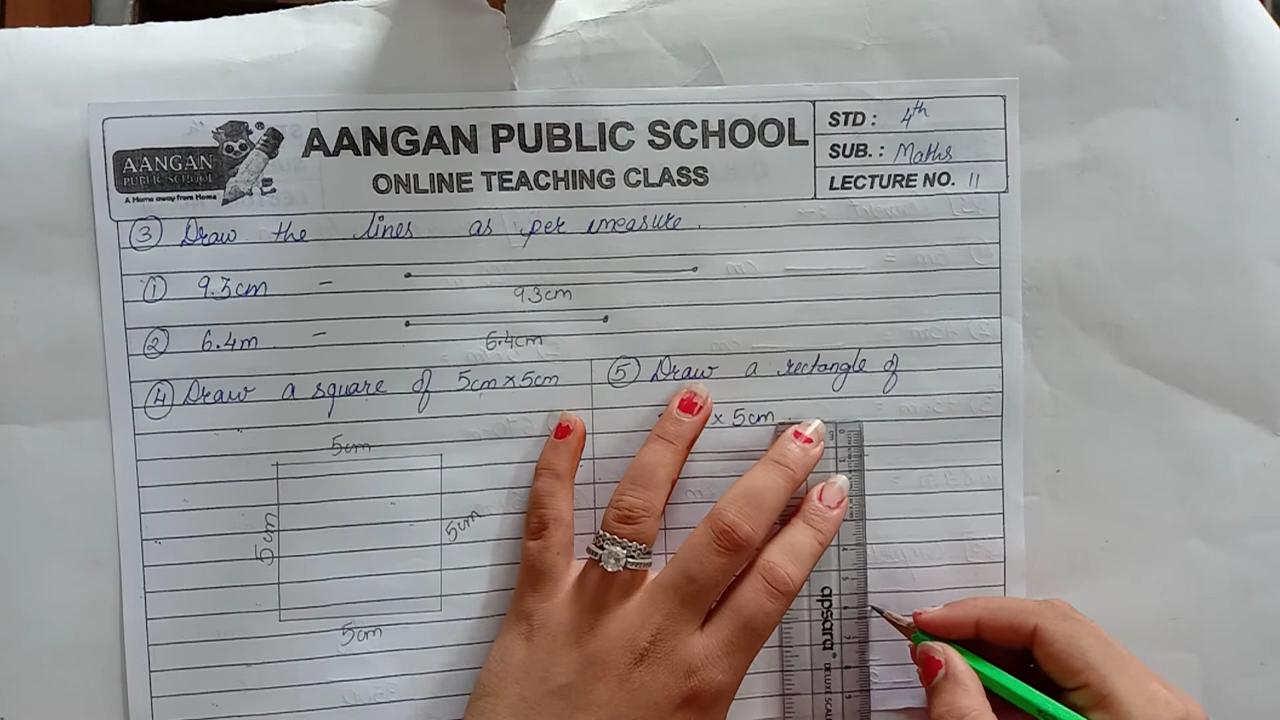 AANGAN
PUBLIC SCHOOL
A Home away from Home
AANGAN PUBLIC SCHOOL
ONLINE TEACHING CLASS
STD : 4th
SUB. : Maths
LECTURE NO. 11
③ Draw the lines as per measure.
① 9.3cm -
9.3cm
② 6.4m -
6.4cm
④ Draw a square of 5cm x 5cm
5cm
5cm
5cm
5cm
⑤ Draw a rectangle of
x 5cm
apsara